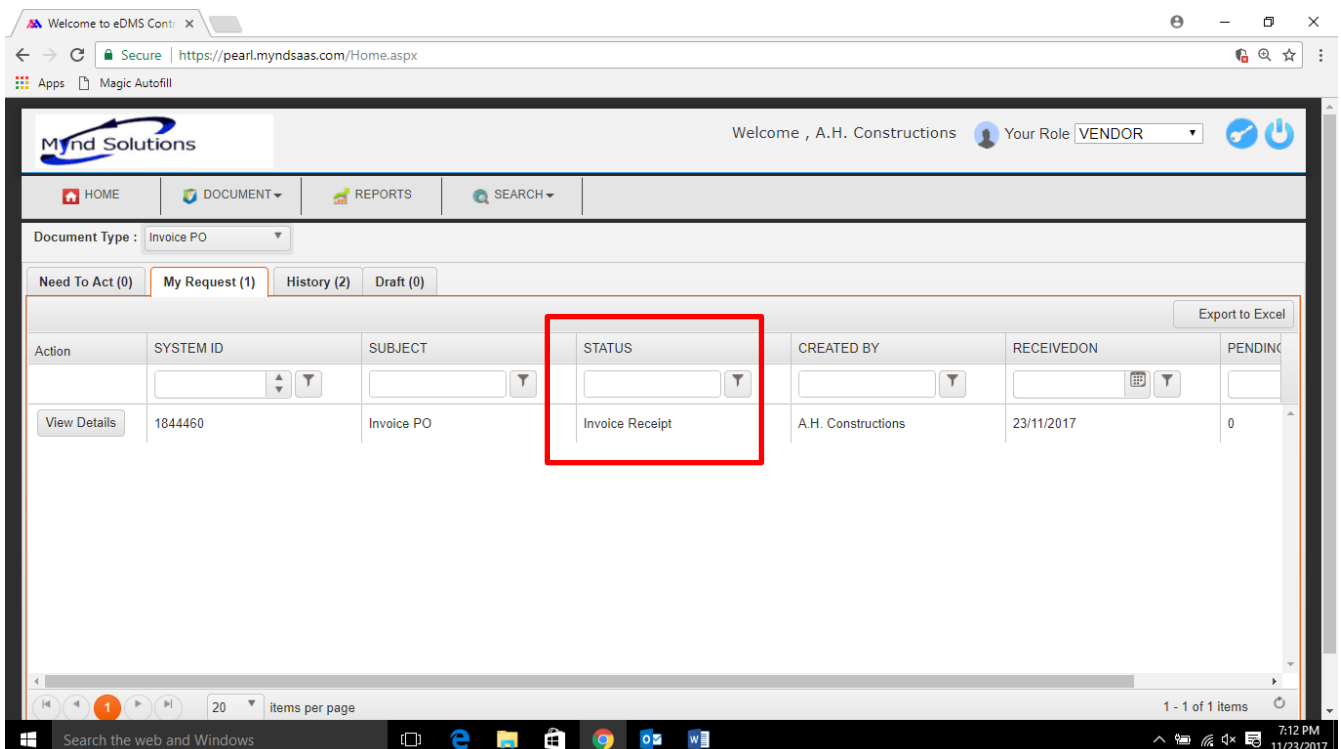 Welcome to eDMS Contr
Secure | https://pearl.myndsaas.com/Home.aspx
Apps Magic Autofill
Mynd Solutions
Welcome , A.H. Constructions Your Role VENDOR
HOME DOCUMENT REPORTS SEARCH
Document Type : Invoice PO
Need To Act (0) My Request (1) History (2) Draft (0)
Export to Excel
Action SYSTEM ID SUBJECT STATUS CREATED BY RECEIVEDON PENDING
View Details 1844460 Invoice PO Invoice Receipt A.H. Constructions 23/11/2017 0
1 20 items per page 1 - 1 of 1 items
Search the web and Windows
7:12 PM
11/23/2017